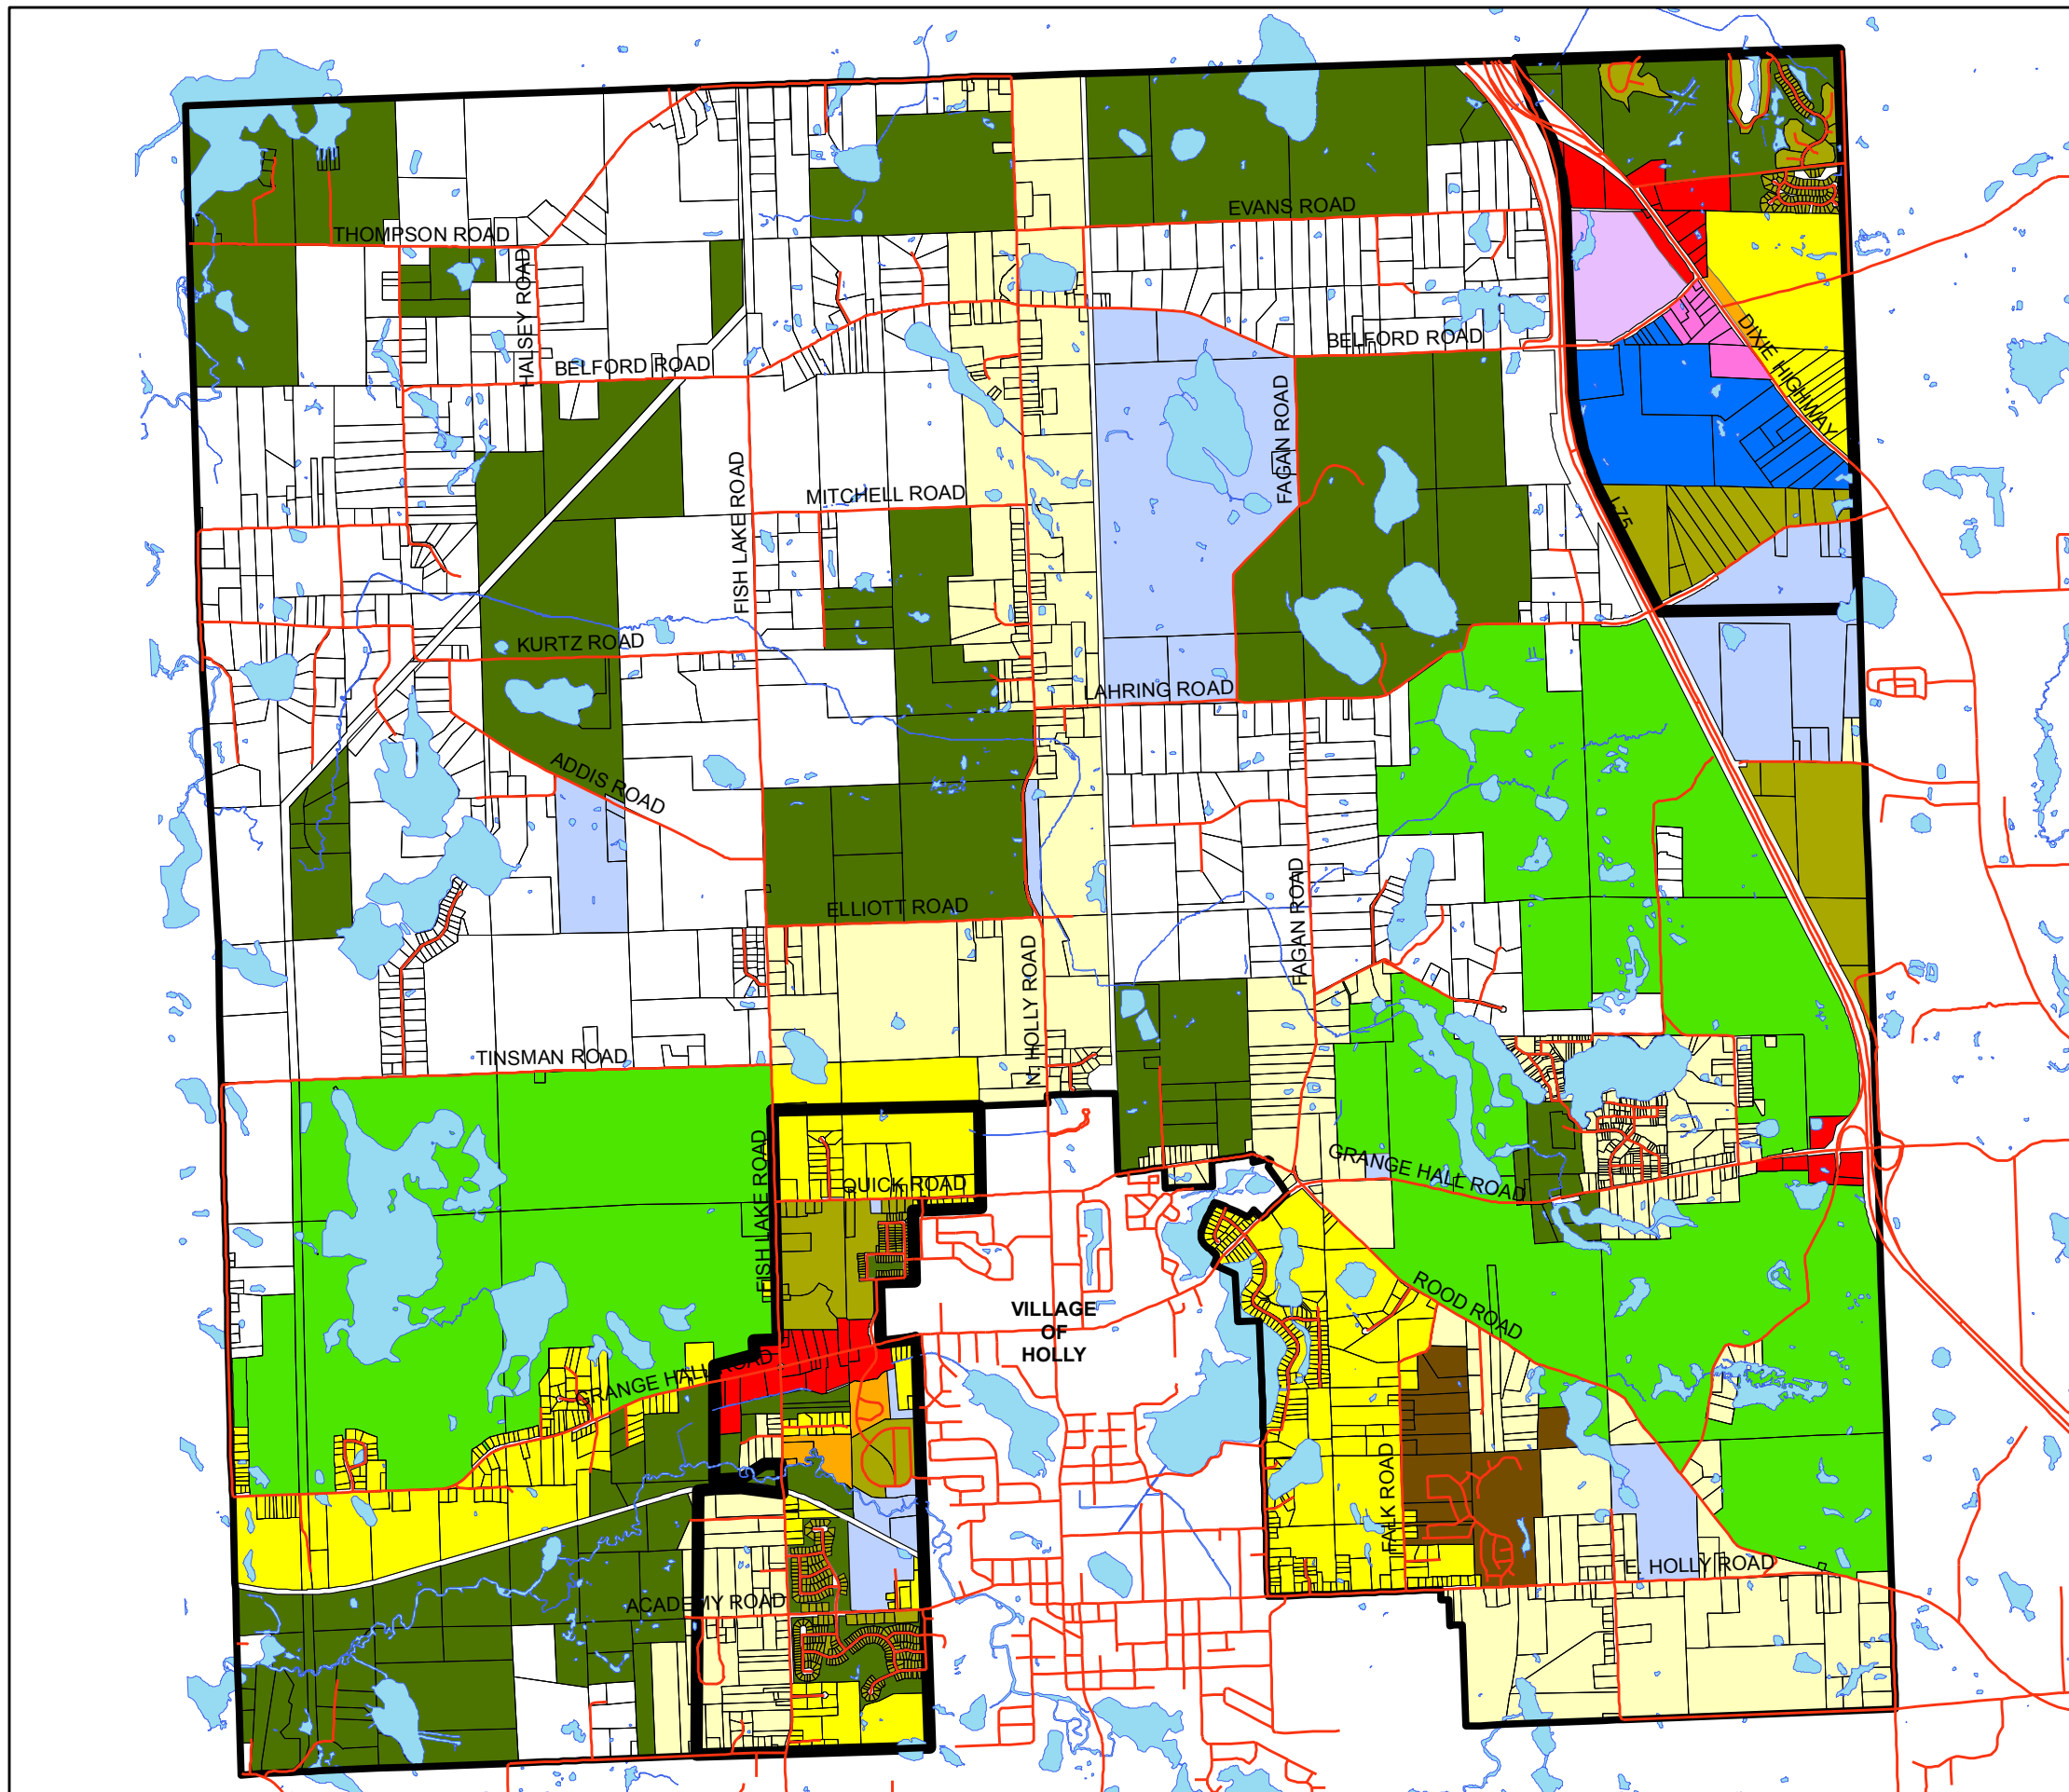 EVANS ROAD
THOMPSON ROAD
HALSEY ROAD
BELFORD ROAD
BELFORD ROAD
DIXIE HIGHWAY
FAGAN ROAD
FISH LAKE ROAD
MITCHELL ROAD
I-75
KURTZ ROAD
LAHRING ROAD
ADDIS ROAD
ELLIOTT ROAD
FAGAN ROAD
N. HOLLY ROAD
TINSMAN ROAD
FISH LAKE ROAD
QUICK ROAD
GRANGE HALL ROAD
ROOD ROAD
VILLAGE
OF
HOLLY
GRANGE HALL ROAD
FALK ROAD
E. HOLLY ROAD
ACADEMY ROAD